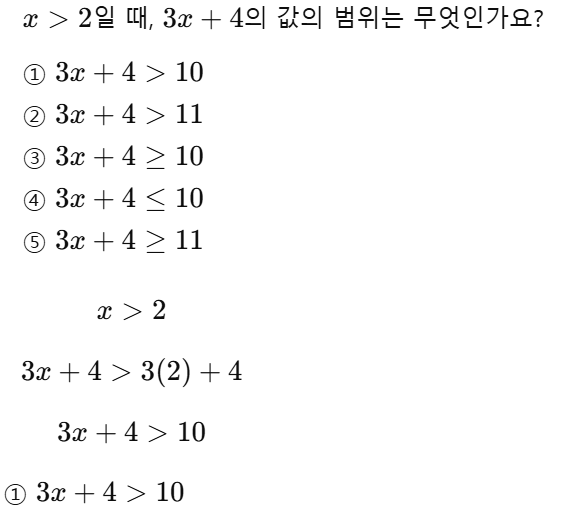 x > 2일 때, 3x + 4의 값의 범위는 무엇인가요?
① 3x + 4 > 10
② 3x + 4 > 11
③ 3x + 4 ≥ 10
④ 3x + 4 ≤ 10
⑤ 3x + 4 ≥ 11
x > 2
3x + 4 > 3(2) + 4
3x + 4 > 10
① 3x + 4 > 10